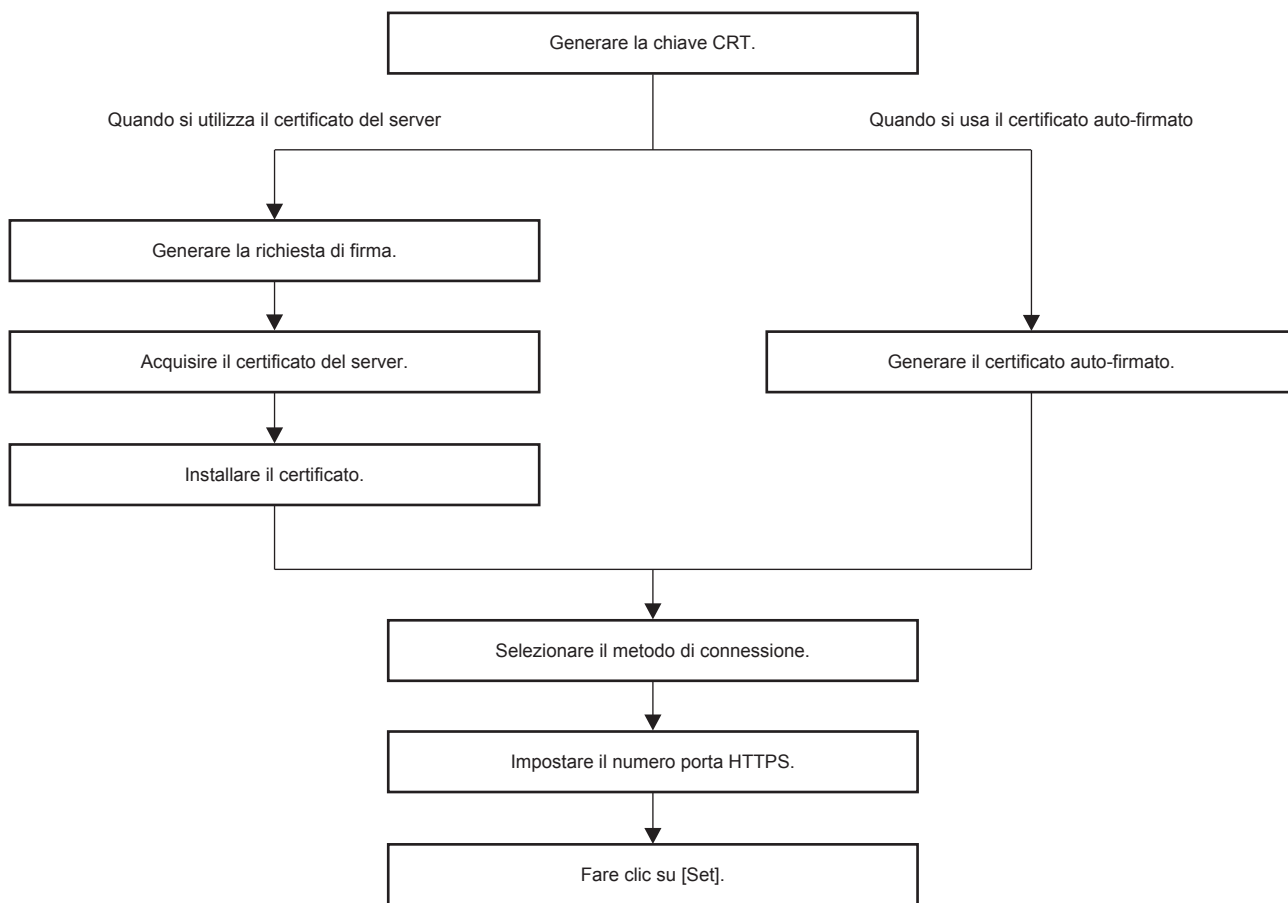 Generare la chiave CRT.
Quando si utilizza il certificato del server
Quando si usa il certificato auto-firmato
Generare la richiesta di firma.
Acquisire il certificato del server.
Generare il certificato auto-firmato.
Installare il certificato.
Selezionare il metodo di connessione.
Impostare il numero porta HTTPS.
Fare clic su [Set].